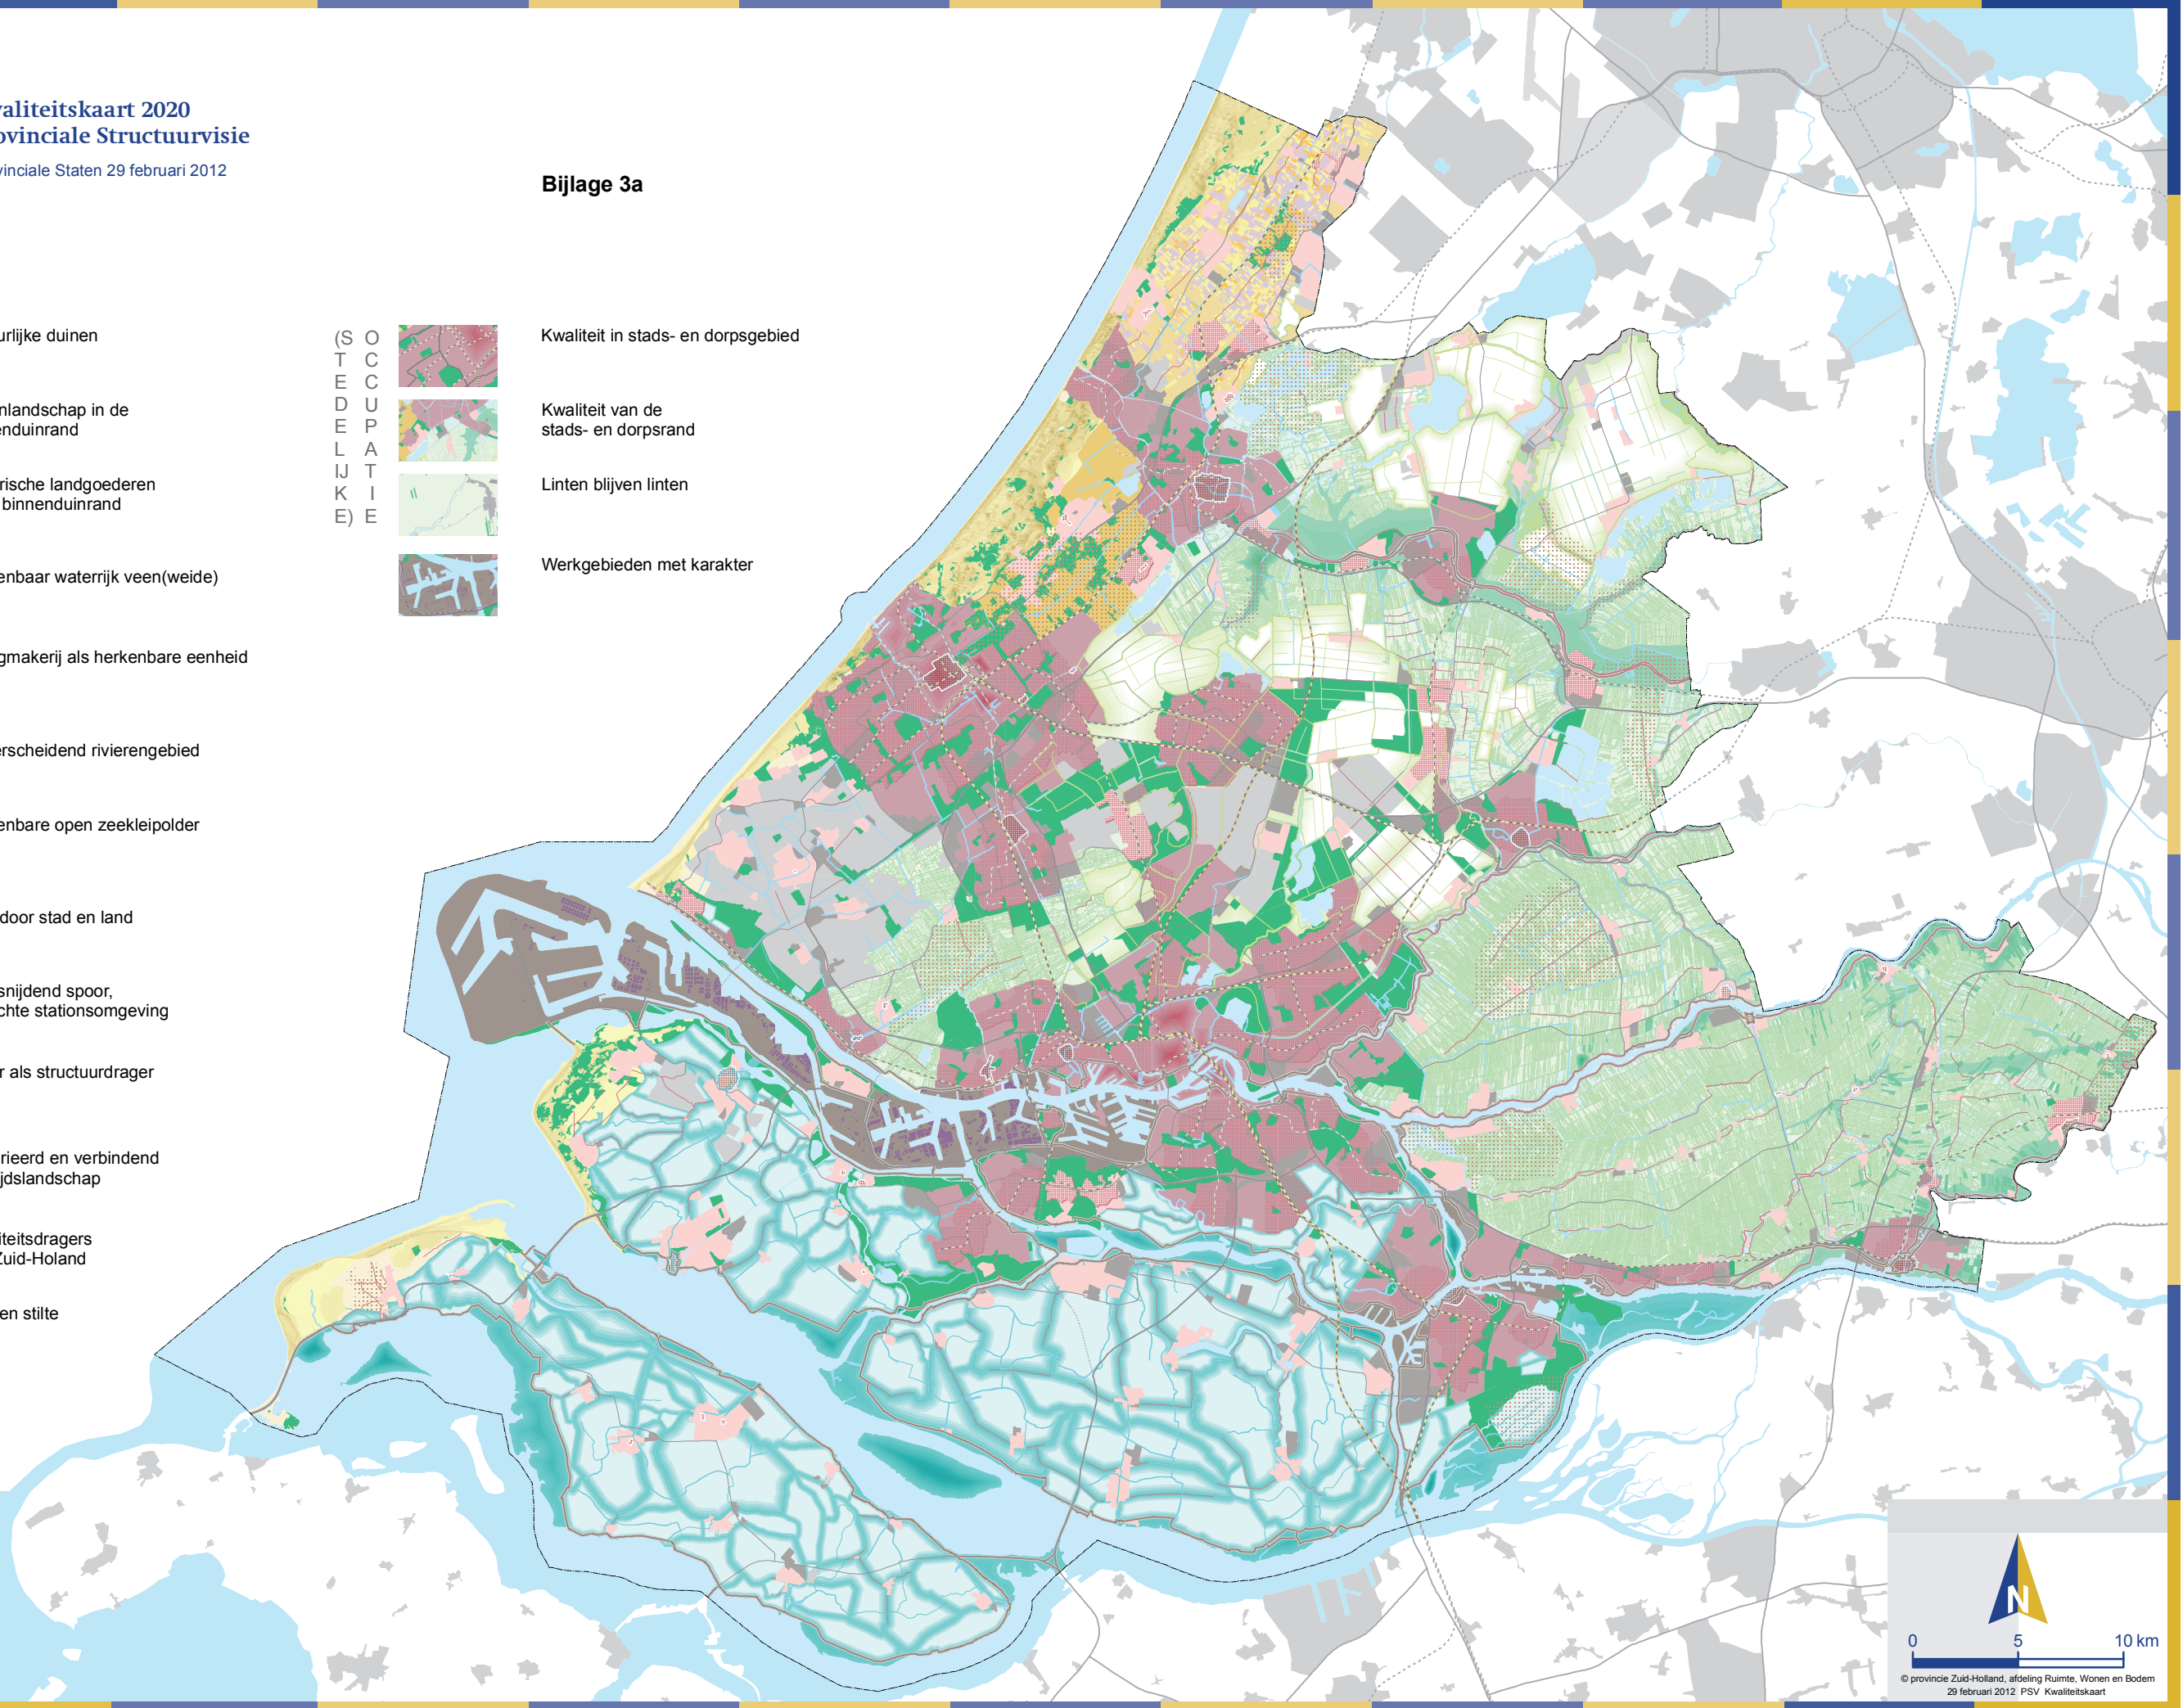 valiteitskaart 2020
ovinciale Structuurvisie
vinciale Staten 29 februari 2012
Bijlage 3a
urlijke duinen
nlandschap in de
enduinrand
rische landgoederen
binnenduinrand
enbaar waterrijk veen(weide)
gmakerij als herkenbare eenheid
erscheidend rivierengebied
enbare open zeekleipolder
door stad en land
snijdend spoor,
chte stationsomgeving
r als structuurdrager
rieerd en verbindend
ijdslandschap
iteitsdragers
Zuid-Holand
en stilte
(STEDELIJKE)
OCCUPATIE
Kwaliteit in stads- en dorpsgebied
Kwaliteit van de
stads- en dorpsrand
Linten blijven linten
Werkgebieden met karakter
N
0 5 10 km
© provincie Zuid-Holland, afdeling Ruimte, Wonen en Bodem
29 februari 2012 PSV Kwaliteitskaart